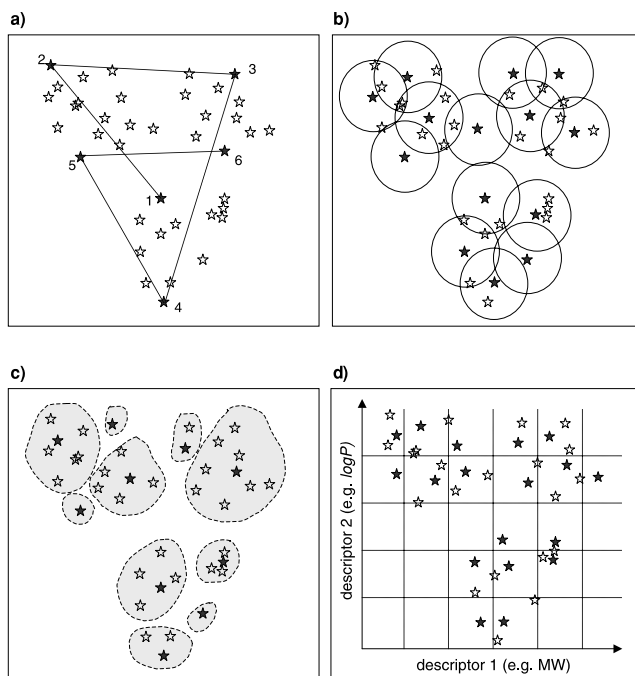 a)
b)
2
3
5
6
1
4
c)
d)
descriptor 2 (e.g. logP)
descriptor 1 (e.g. MW)